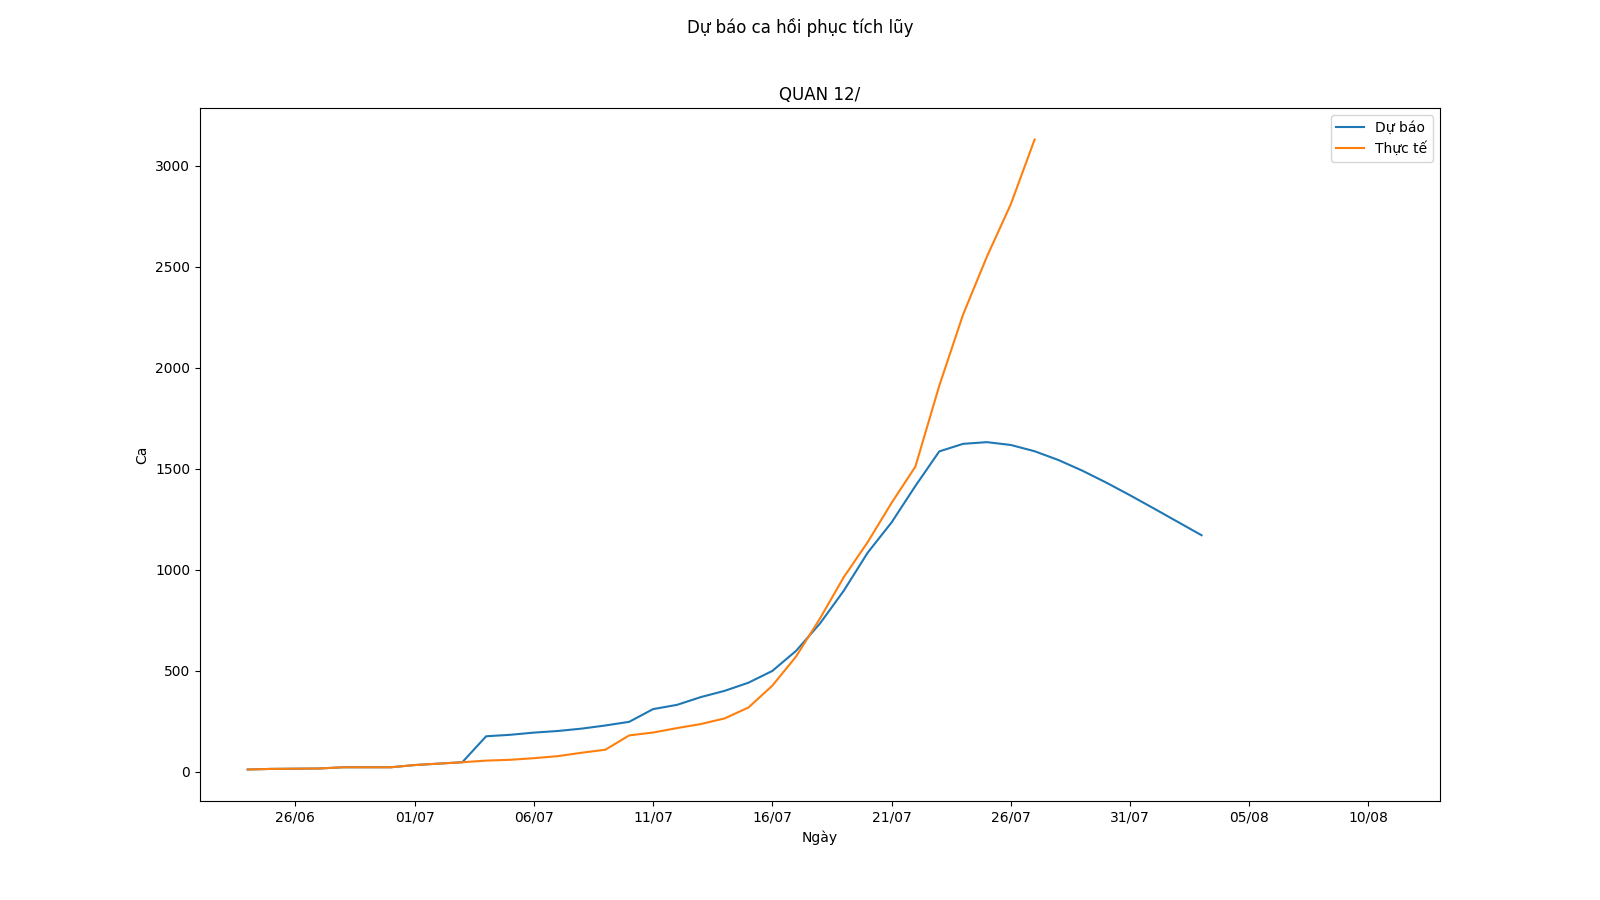 Dự báo ca hồi phục tích lũy
QUAN 12/
Dự báo
Thực tế
3000
2500
2000
1500
1000
500
0
Ca
26/06
01/07
06/07
11/07
16/07
21/07
26/07
31/07
05/08
10/08
Ngày